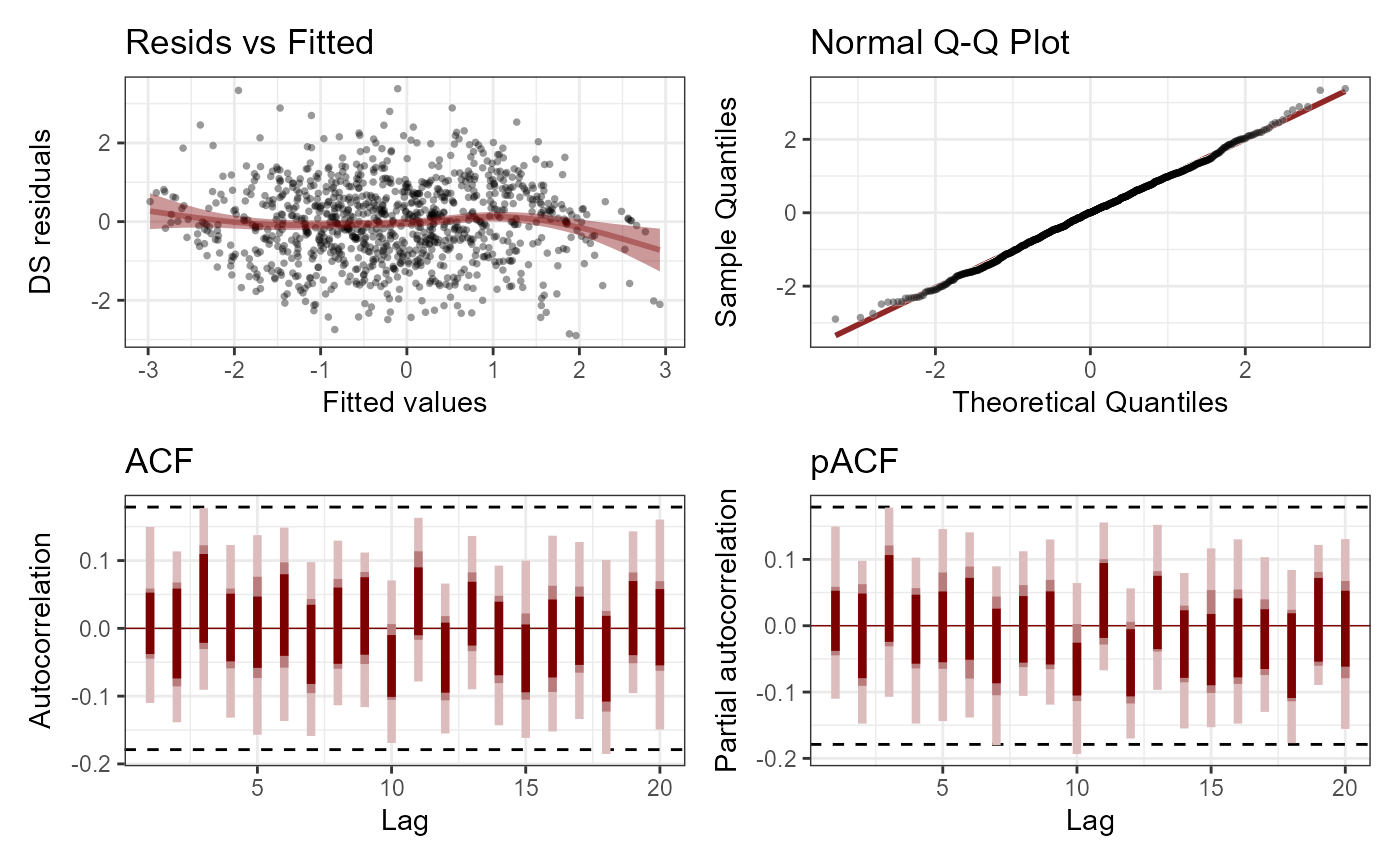 Resids vs Fitted
DS residuals
2
0
-2
-3 -2 -1 0 1 2 3
Fitted values
Normal Q-Q Plot
Sample Quantiles
2
0
-2
-2 0 2
Theoretical Quantiles
ACF
Autocorrelation
0.1
0.0
-0.1
-0.2
5 10 15 20
Lag
pACF
Partial autocorrelation
0.1
0.0
-0.1
-0.2
5 10 15 20
Lag